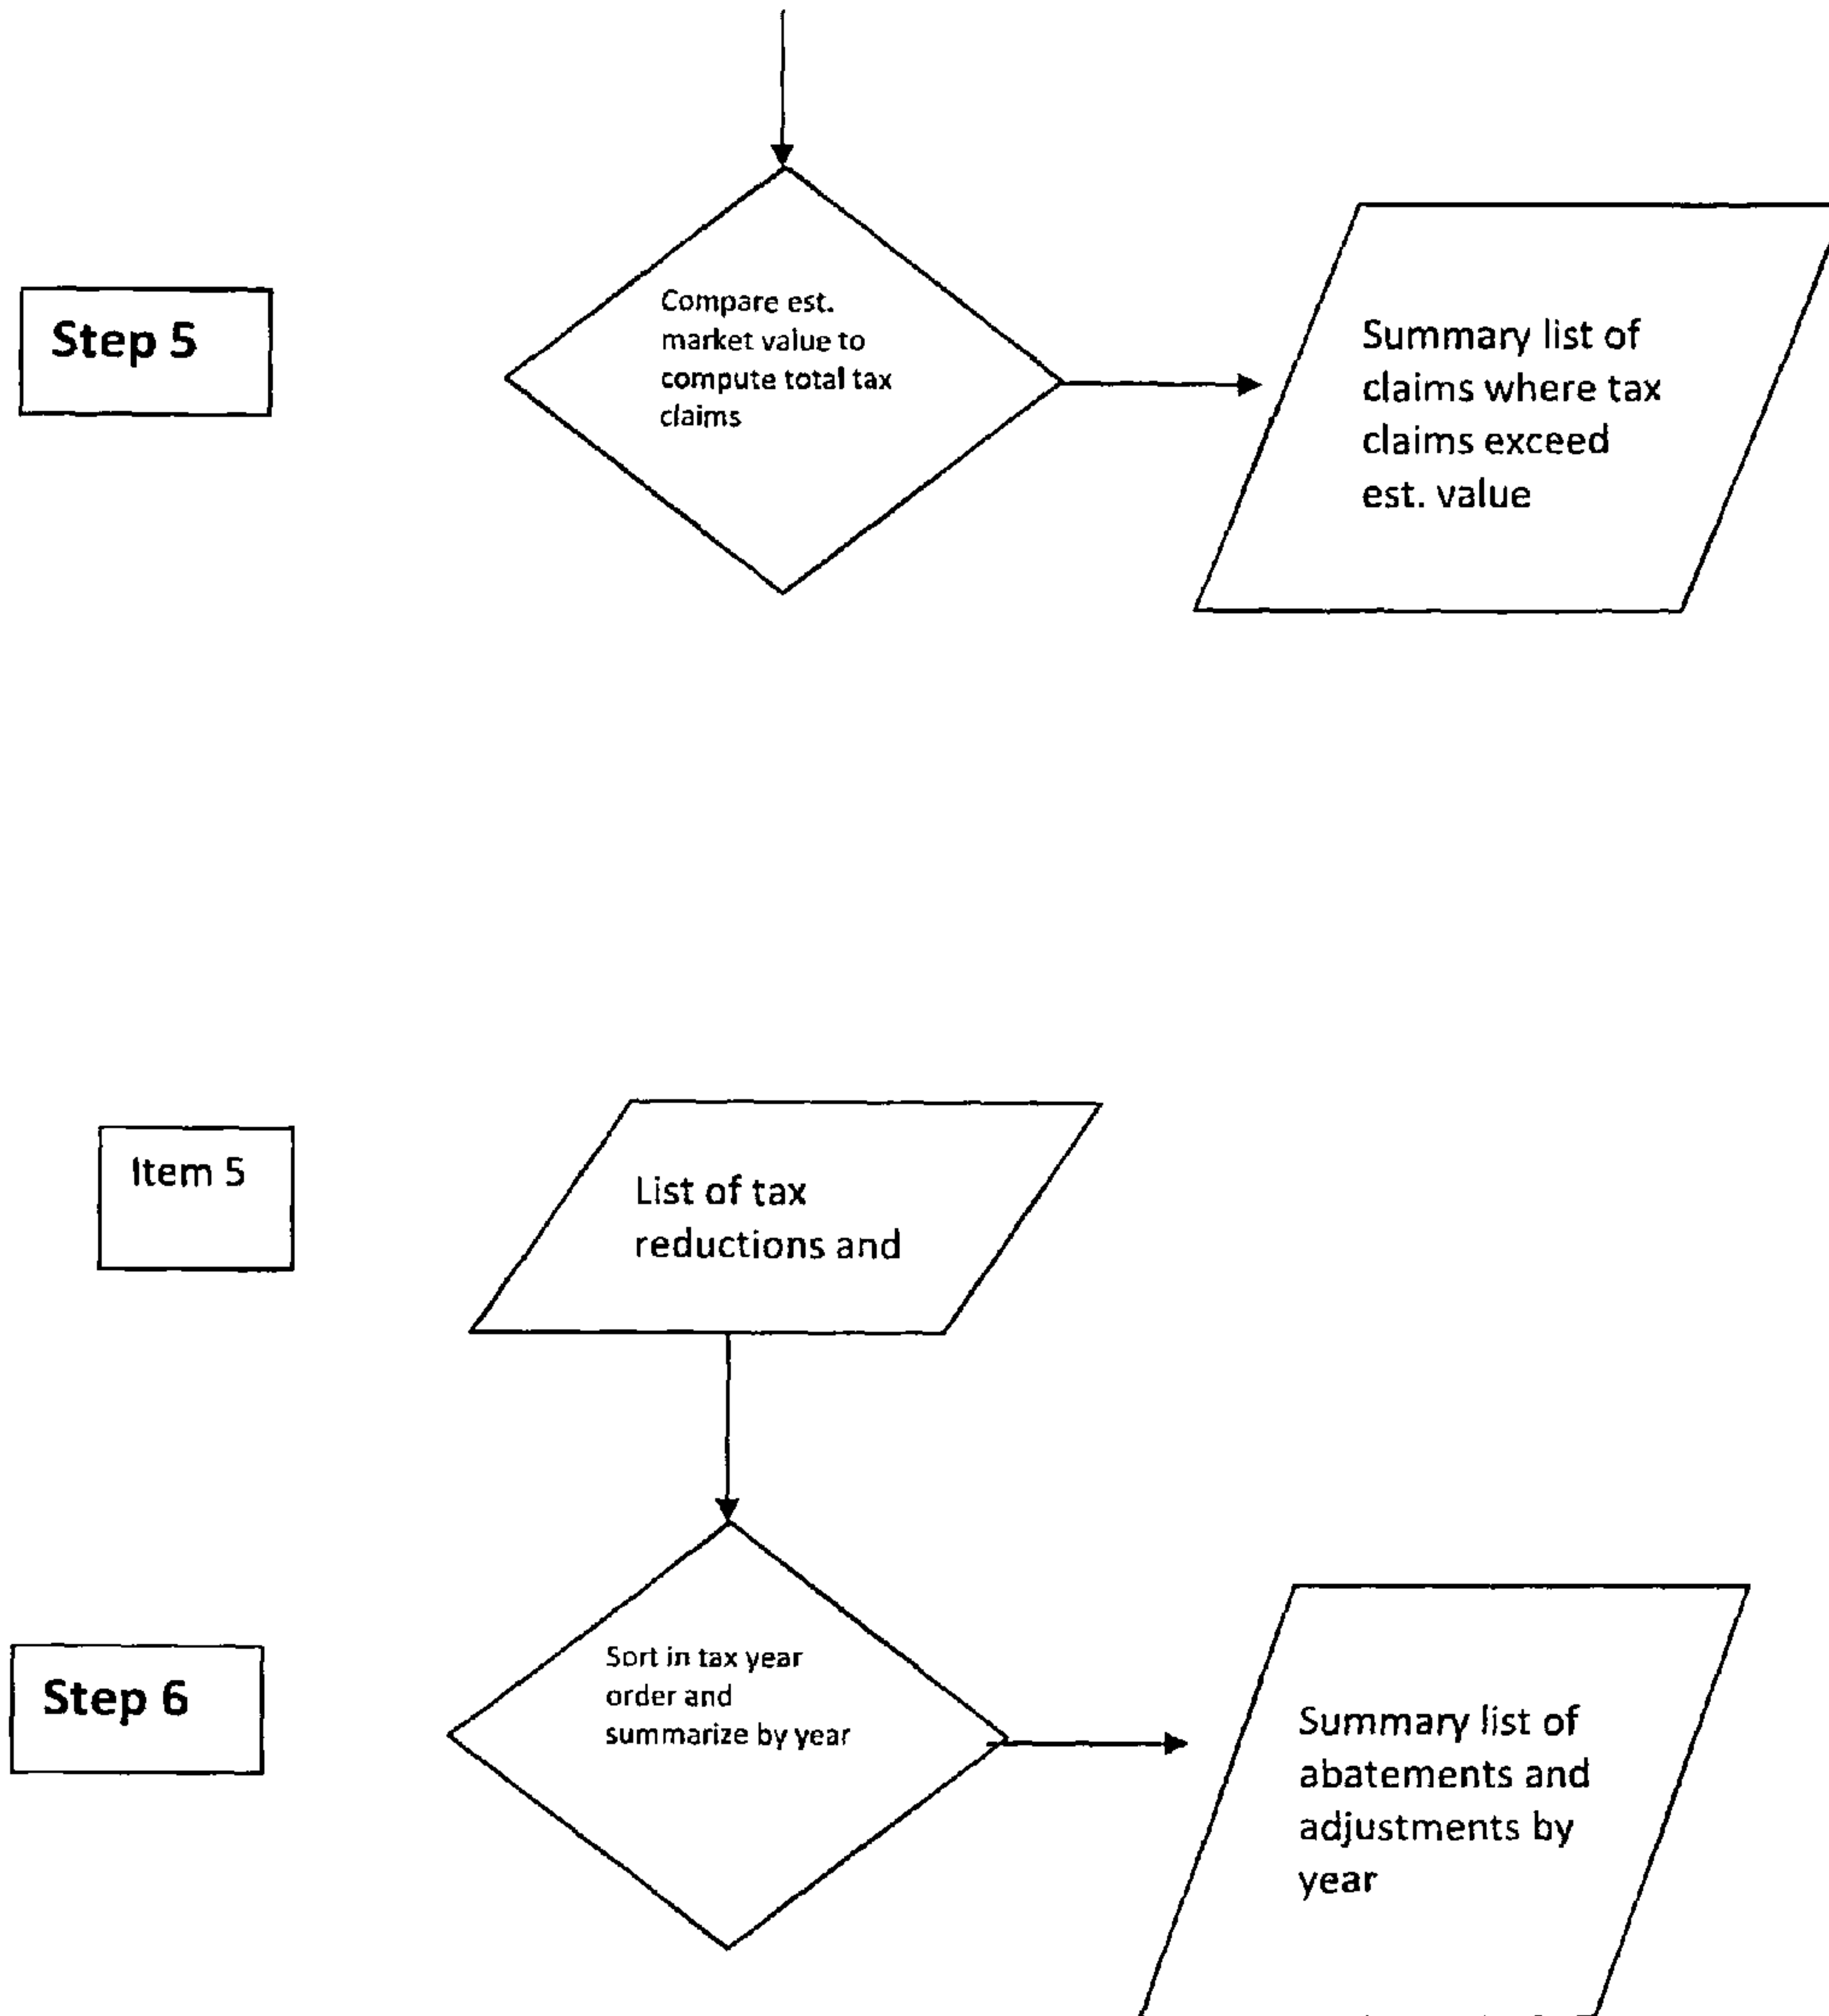 Step 5
Compare est.
market value to
compute total tax
claims
Summary list of
claims where tax
claims exceed
est. value
Item 5
List of tax
reductions and
Step 6
Sort in tax year
order and
summarize by year
Summary list of
abatements and
adjustments by
year